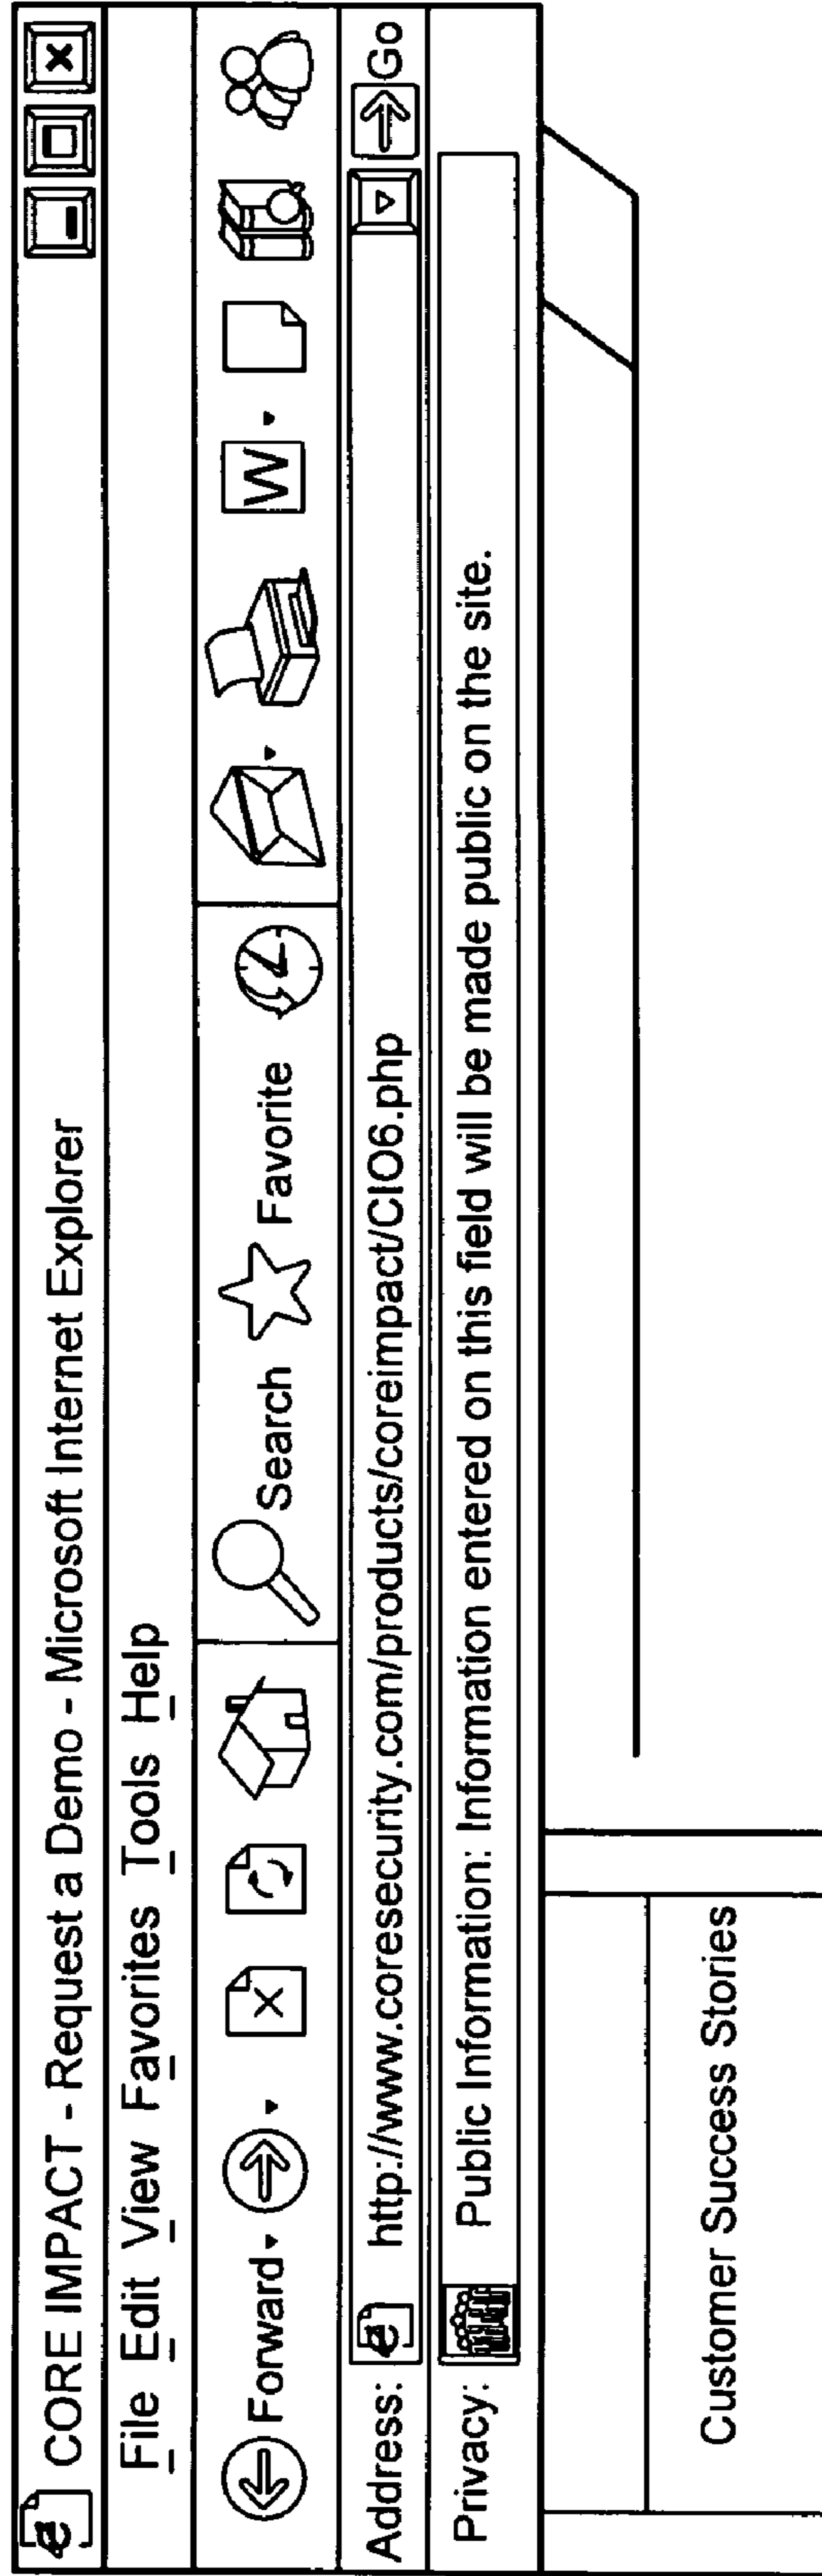 CORE IMPACT - Request a Demo - Microsoft Internet Explorer
File Edit View Favorites Tools Help
Forward Search Favorite W
Address: http://www.coresecurity.com/products/coreimpact/CIO6.php Go
Privacy: Public Information: Information entered on this field will be made public on the site.
Customer Success Stories